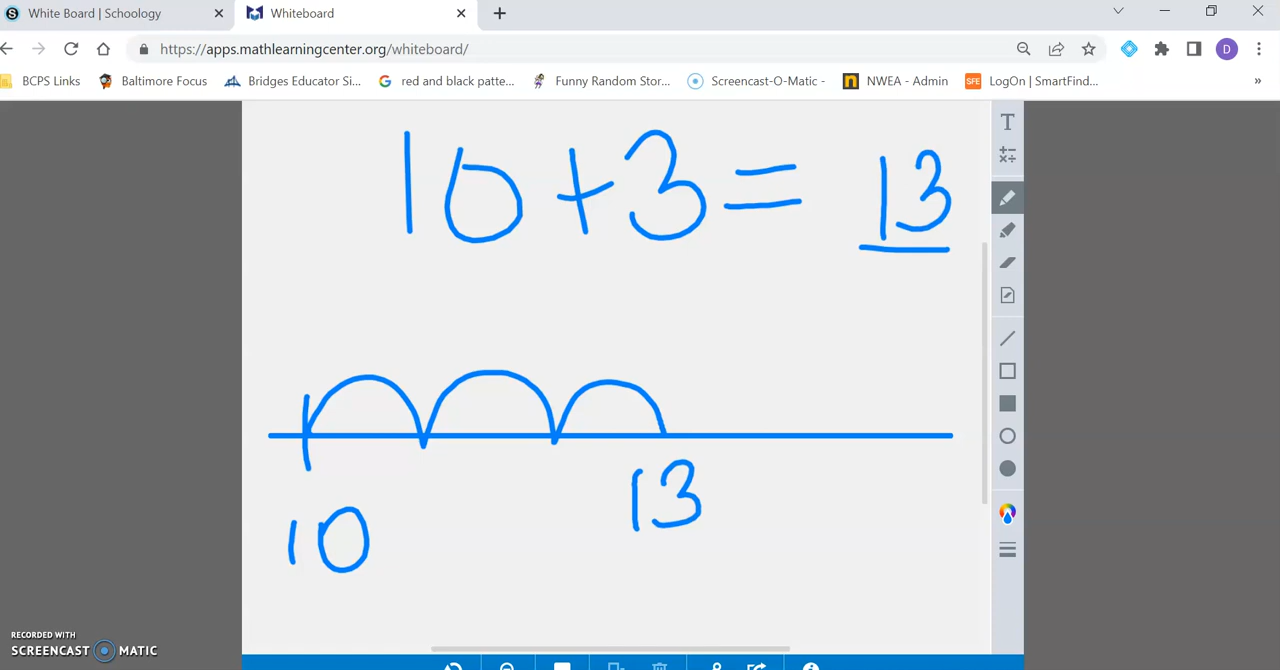 White Board | Schoology
Whiteboard
https://apps.mathlearningcenter.org/whiteboard/
D
BCPS Links
Baltimore Focus
Bridges Educator Si...
G
red and black patte...
Funny Random Stor...
Screencast-O-Matic -
NWEA - Admin
SFE
LogOn | SmartFind...
»
T
10 + 3 = 13
13
10
RECORDED WITH
SCREENCAST MATIC